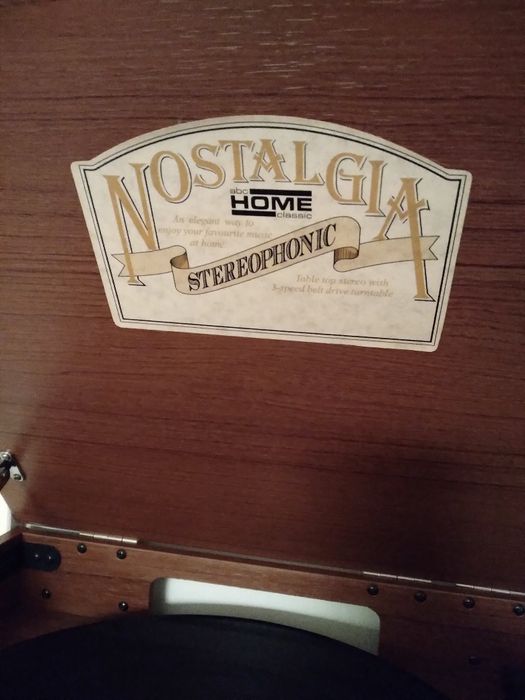 NOSTALGIA
abc
HOME
classic
An elegant way to
enjoy your favourite music
at home
STEREOPHONIC
Table top stereo with
3-speed belt drive turntable